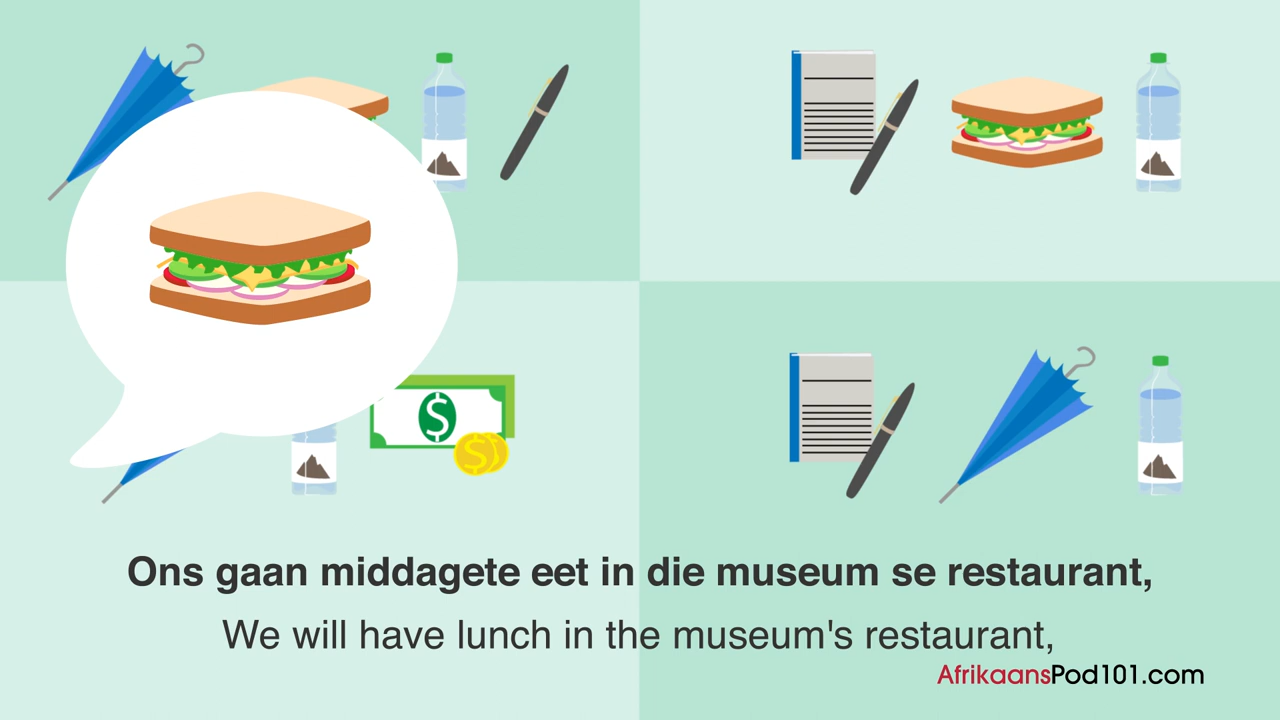 Ons gaan middagete eet in die museum se restaurant,
We will have lunch in the museum's restaurant,
AfrikaansPod101.com